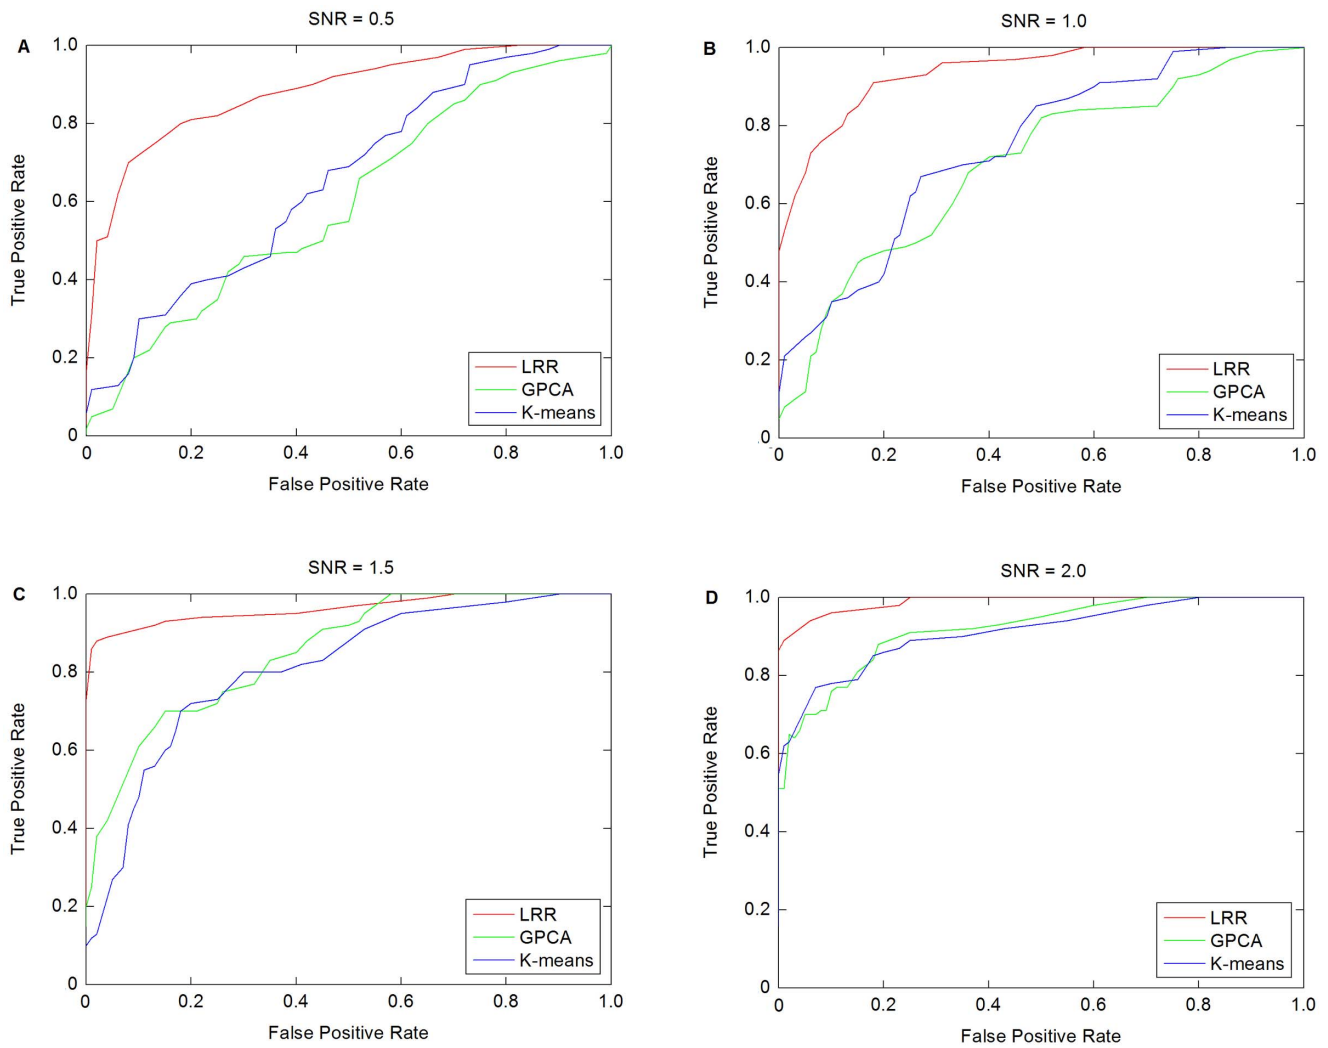 SNR = 0.5
A
1.0
0.8
0.6
0.4
0.2
0
True Positive Rate
LRR
GPCA
K-means
0
0.2
0.4
0.6
0.8
1.0
False Positive Rate
SNR = 1.0
B
1.0
0.8
0.6
0.4
0.2
0
True Positive Rate
LRR
GPCA
K-means
0
0.2
0.4
0.6
0.8
1.0
False Positive Rate
SNR = 1.5
C
1.0
0.8
0.6
0.4
0.2
0
True Positive Rate
LRR
GPCA
K-means
0
0.2
0.4
0.6
0.8
1.0
False Positive Rate
SNR = 2.0
D
1.0
0.8
0.6
0.4
0.2
0
True Positive Rate
LRR
GPCA
K-means
0
0.2
0.4
0.6
0.8
1.0
False Positive Rate